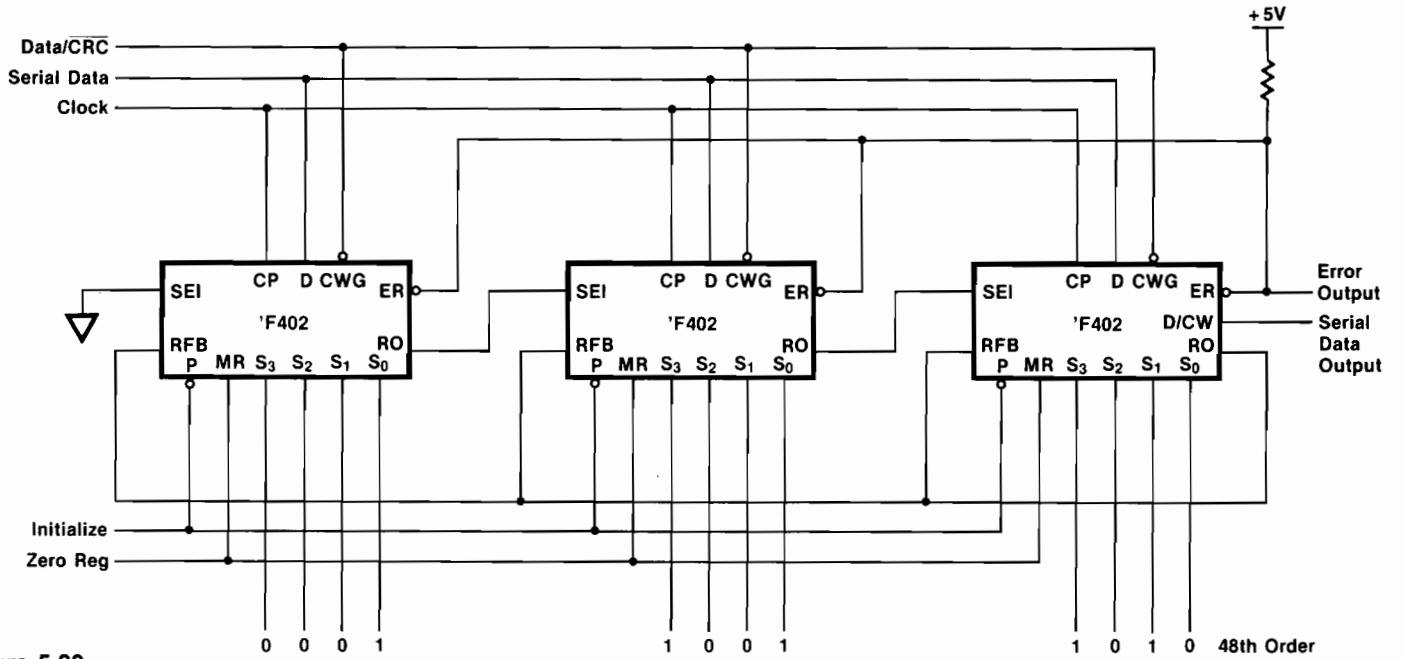 +5V
Data/CRC
Serial Data
Clock
CP D CWG
SEI ER
'F402
RFB RO
P MR S3 S2 S1 S0
CP D CWG
SEI ER
'F402
RFB RO
P MR S3 S2 S1 S0
CP D CWG
SEI ER
'F402 D/CW
RFB RO
P MR S3 S2 S1 S0
Error
Output
Serial
Data
Output
Initialize
Zero Reg
0 0 0 1 1 0 0 1 1 0 1 0 48th Order